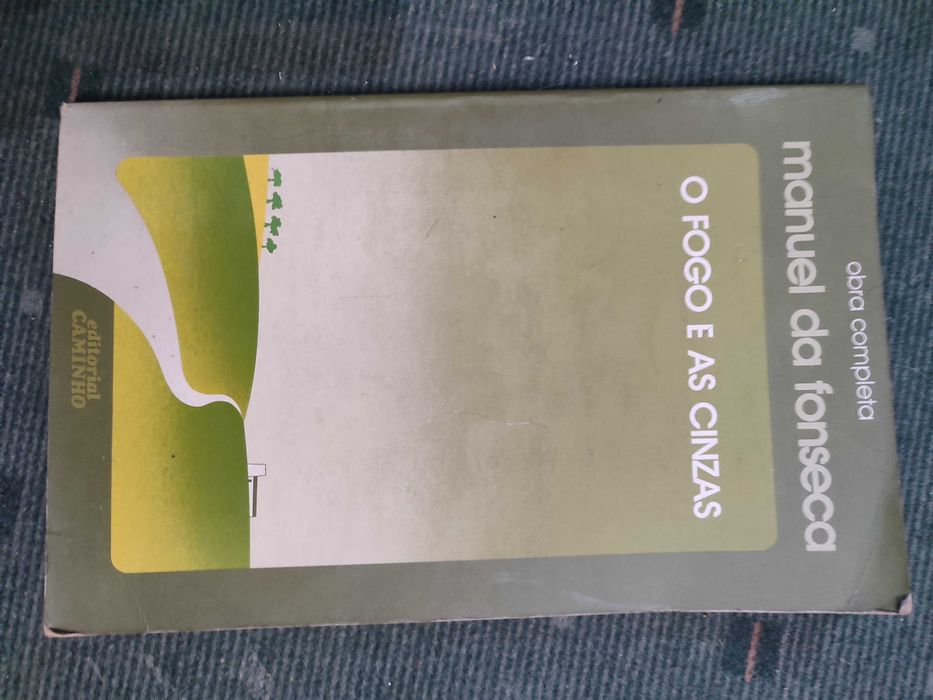 obra completa
manuel da fonseca
O FOGO E AS CINZAS
editorial
CAMINHO